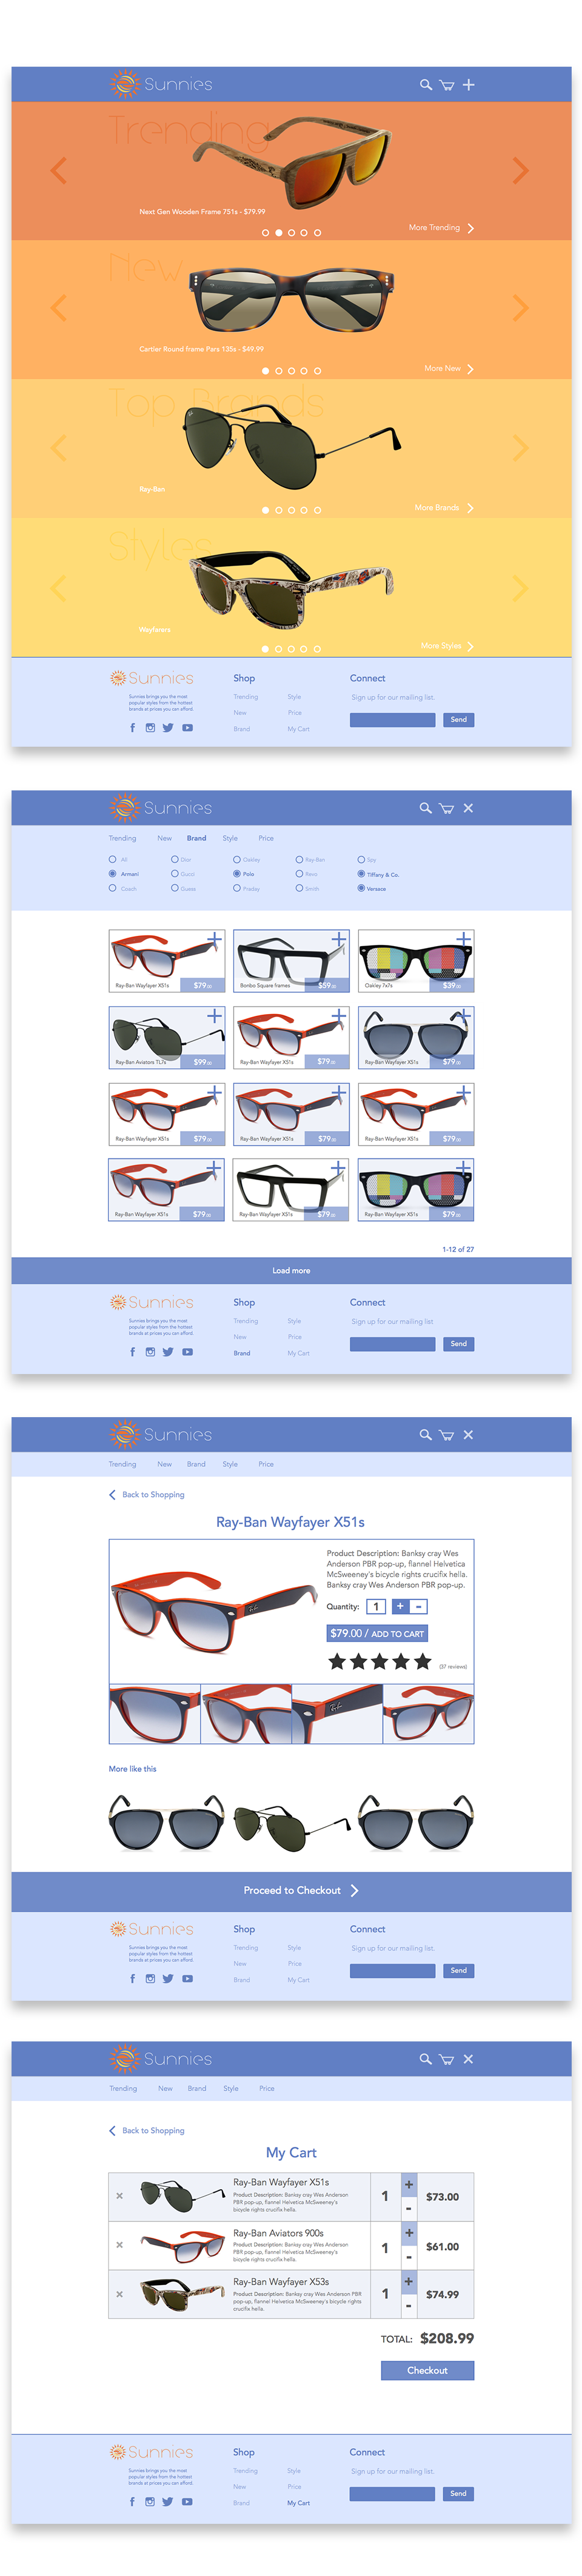 Sunnies
Trending
Next Gen Wooden Frame 751s - $79.99
More Trending
New
Cartier Round frame Pars 135s - $49.99
More New
Top Brands
Ray-Ban
More Brands
Styles
Wayfarers
More Styles
Sunnies
Sunnies brings you the most
popular styles from the hottest
brands at prices you can afford.
Shop
Trending Style
New Price
Brand My Cart
Connect
Sign up for our mailing list.
Send
Sunnies
Trending New Brand Style Price
All Dior Oakley Ray-Ban Spy
Armani Gucci Polo Revo Tiffany & Co.
Coach Guess Praday Smith Versace
Ray-Ban Wayfayer X51s $79.00
Bonbo Square frames $59.00
Oakley 7x7s $39.00
Ray-Ban Aviators TL7s $99.00
Ray-Ban Wayfayer X51s $79.00
Ray-Ban Wayfayer X51s $79.00
Ray-Ban Wayfayer X51s $79.00
Ray-Ban Wayfayer X51s $79.00
Ray-Ban Wayfayer X51s $79.00
Ray-Ban Wayfayer X51s $79.00
Ray-Ban Wayfayer X51s $79.00
Ray-Ban Wayfayer X51s $79.00
1-12 of 27
Load more
Sunnies
Sunnies brings you the most
popular styles from the hottest
brands at prices you can afford.
Shop
Trending Style
New Price
Brand My Cart
Connect
Sign up for our mailing list.
Send
Sunnies
Trending New Brand Style Price
Back to Shopping
Ray-Ban Wayfayer X51s
Product Description: Banksy cray Wes
Anderson PBR pop-up, flannel Helvetica
McSweeney's bicycle rights crucifix hella.
Banksy cray Wes Anderson PBR pop-up.
Quantity: 1 + -
$79.00 / ADD TO CART
(37 reviews)
Ray-Ban
More like this
Proceed to Checkout
Sunnies
Sunnies brings you the most
popular styles from the hottest
brands at prices you can afford.
Shop
Trending Style
New Price
Brand My Cart
Connect
Sign up for our mailing list.
Send
Sunnies
Trending New Brand Style Price
Back to Shopping
My Cart
Ray-Ban Wayfayer X51s
Product Description: Banksy cray Wes Anderson
PBR pop-up, flannel Helvetica McSweeney's
bicycle rights crucifix hella.
1 + - $73.00
Ray-Ban Aviators 900s
Product Description: Banksy cray Wes Anderson
PBR pop-up, flannel Helvetica McSweeney's
bicycle rights crucifix hella.
1 + - $61.00
Ray-Ban Wayfayer X53s
Product Description: Banksy cray Wes Anderson PBR
pop-up, flannel Helvetica McSweeney's bicycle rights
crucifix hella.
1 + - $74.99
TOTAL: $208.99
Checkout
Sunnies
Sunnies brings you the most
popular styles from the hottest
brands at prices you can afford.
Shop
Trending Style
New Price
Brand My Cart
Connect
Sign up for our mailing list.
Send